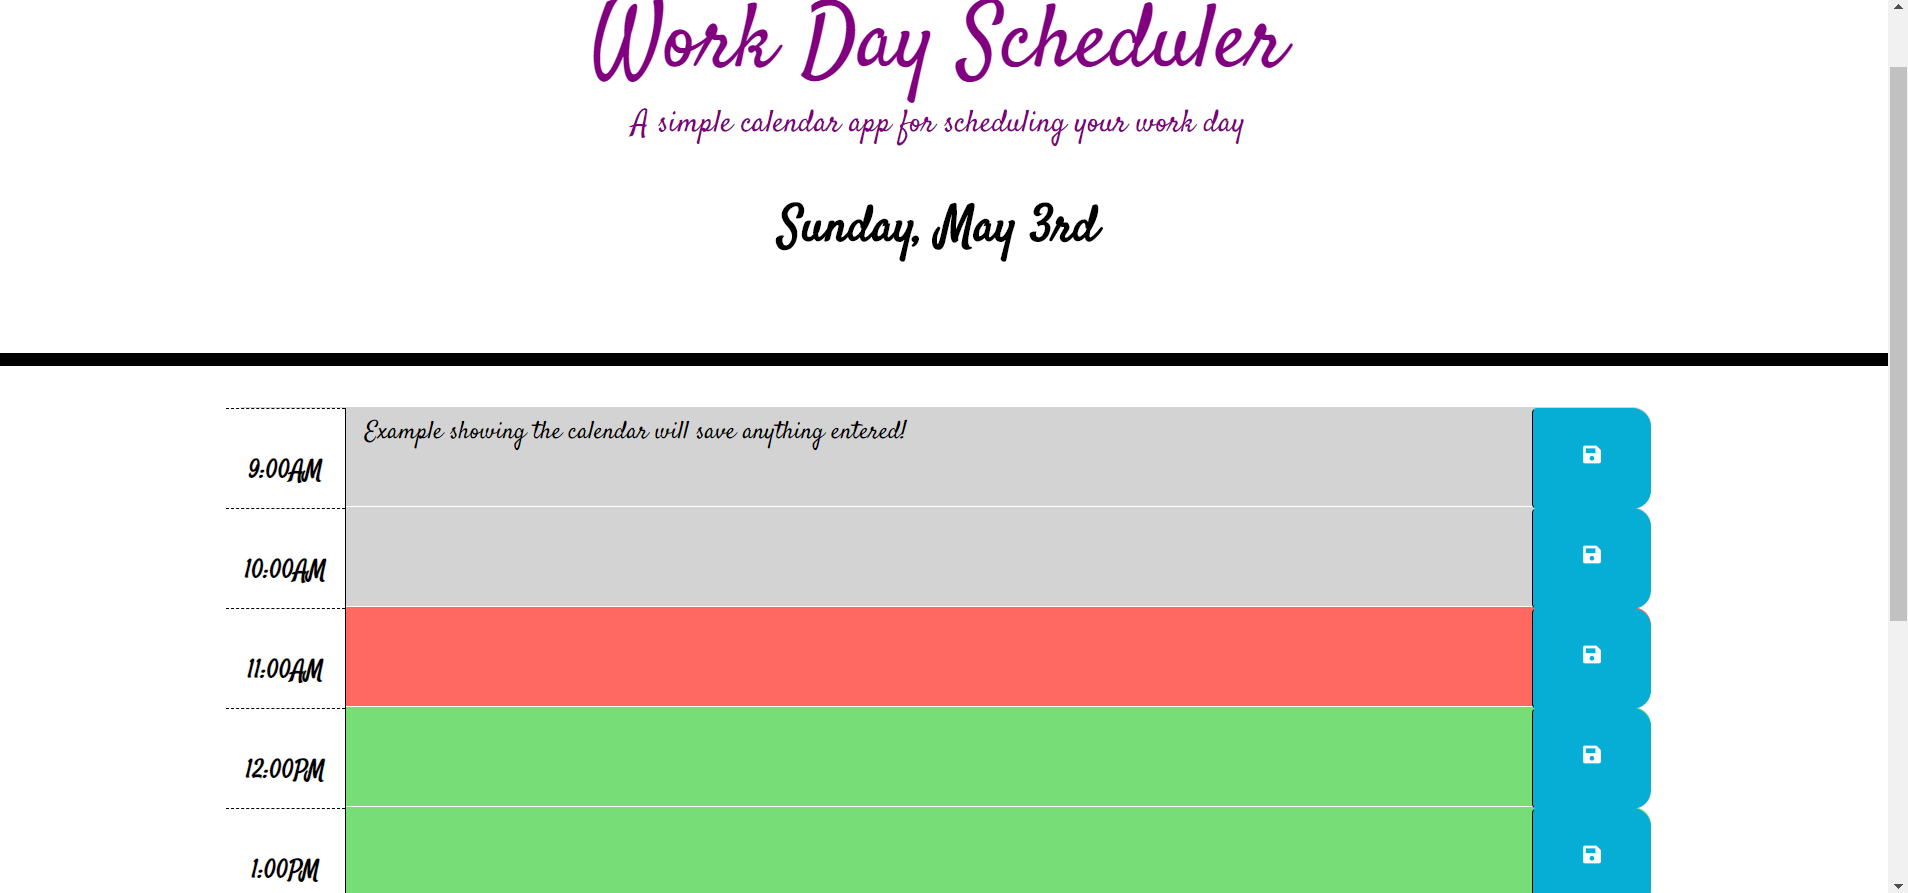 Work Day Scheduler
A simple calendar app for scheduling your work day
Sunday, May 3rd
9:00AM
Example showing the calendar will save anything entered!
10:00AM
11:00AM
12:00PM
1:00PM